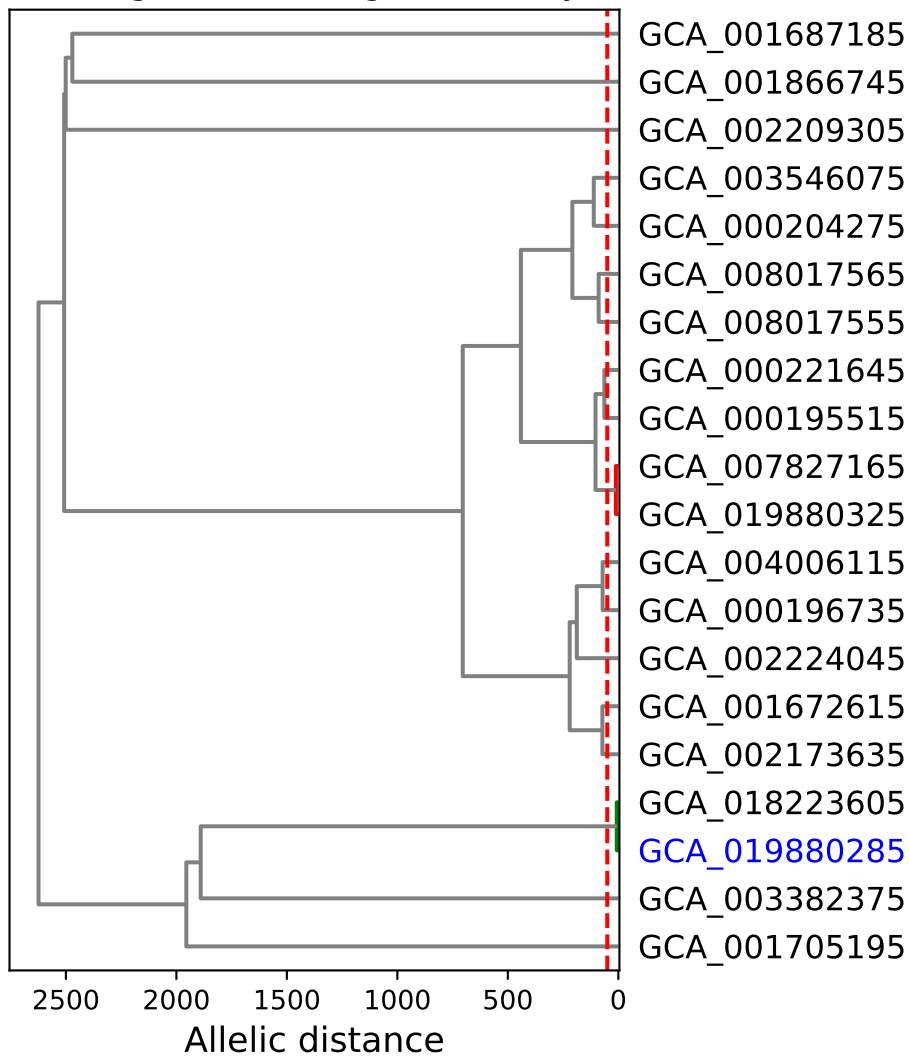 GCA_001687185
GCA_001866745
GCA_002209305
GCA_003546075
GCA_000204275
GCA_008017565
GCA_008017555
GCA_000221645
GCA_000195515
GCA_007827165
GCA_019880325
GCA_004006115
GCA_000196735
GCA_002224045
GCA_001672615
GCA_002173635
GCA_018223605
GCA_019880285
GCA_003382375
GCA_001705195
2500 2000 1500 1000 500 0
Allelic distance